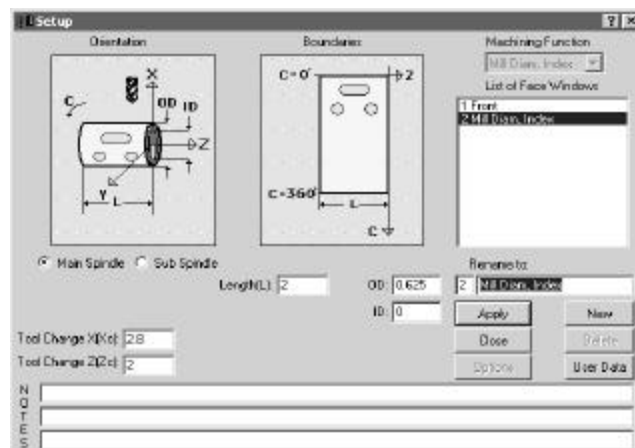 Setup
Orientation
Boundaries
Machining Function
Mill Diam. Index
List of Face Windows
1 Front
2 Mill Diam. Index
X
C
OD
ID
Z
Y
L
C=0°
Z
C=360°
L
C
Main Spindle
Sub Spindle
Rename to:
Length(L): 2
OD: 0.625
2 Mill Diam. Index
ID: 0
Apply
New
Tool Change X(Xc): 2.8
Close
Delete
Tool Change Z(Zc): 2
Options
User Data
NOTES